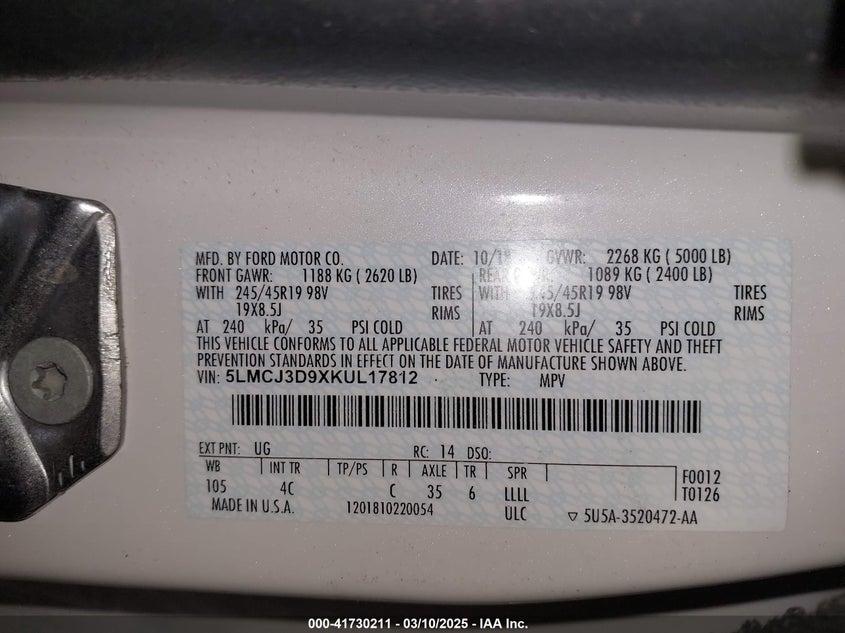 MFD. BY FORD MOTOR CO. DATE: GVWR: 2268 KG ( 5000 LB)
FRONT GAWR: 1188 KG ( 2620 LB) REAR 1089 KG ( 2400 LB)
WITH 245/45R19 98V TIRES WITH 245/45R19 98V TIRES
19X8.5J RIMS 19X8.5J RIMS
AT 240 kPa/ 35 PSI COLD AT 240 kPa/ 35 PSI COLD
THIS VEHICLE CONFORMS TO ALL APPLICABLE FEDERAL MOTOR VEHICLE SAFETY AND THEFT
PREVENTION STANDARDS IN EFFECT ON THE DATE OF MANUFACTURE SHOWN ABOVE.
VIN: 5LMCJ3D9XKUL17812 TYPE: MPV
EXT PNT: UG RC: 14 DSO:
WB INT TR TP/PS R AXLE TR SPR F0012
105 4C C 35 6 LLLL T0126
MADE IN U.S.A. 1201810220054 ULC ▽ 5U5A-3520472-AA
000-41730211 - 03/10/2025 - IAA Inc.